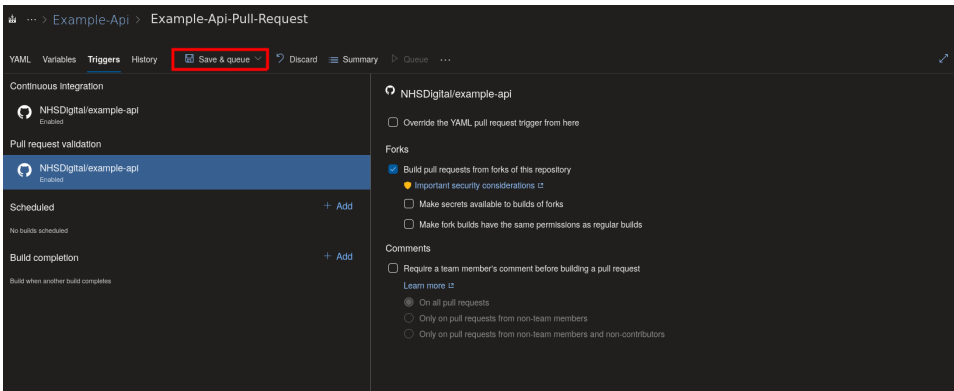 ··· > Example-Api > Example-Api-Pull-Request
YAML Variables Triggers History Save & queue Discard Summary Queue ···
Continuous integration
NHSDigital/example-api
Enabled
Pull request validation
NHSDigital/example-api
Enabled
Scheduled + Add
No builds scheduled
Build completion + Add
Build when another build completes
NHSDigital/example-api
Override the YAML pull request trigger from here
Forks
Build pull requests from forks of this repository
Important security considerations
Make secrets available to builds of forks
Make fork builds have the same permissions as regular builds
Comments
Require a team member's comment before building a pull request
Learn more
On all pull requests
Only on pull requests from non-team members
Only on pull requests from non-team members and non-contributors